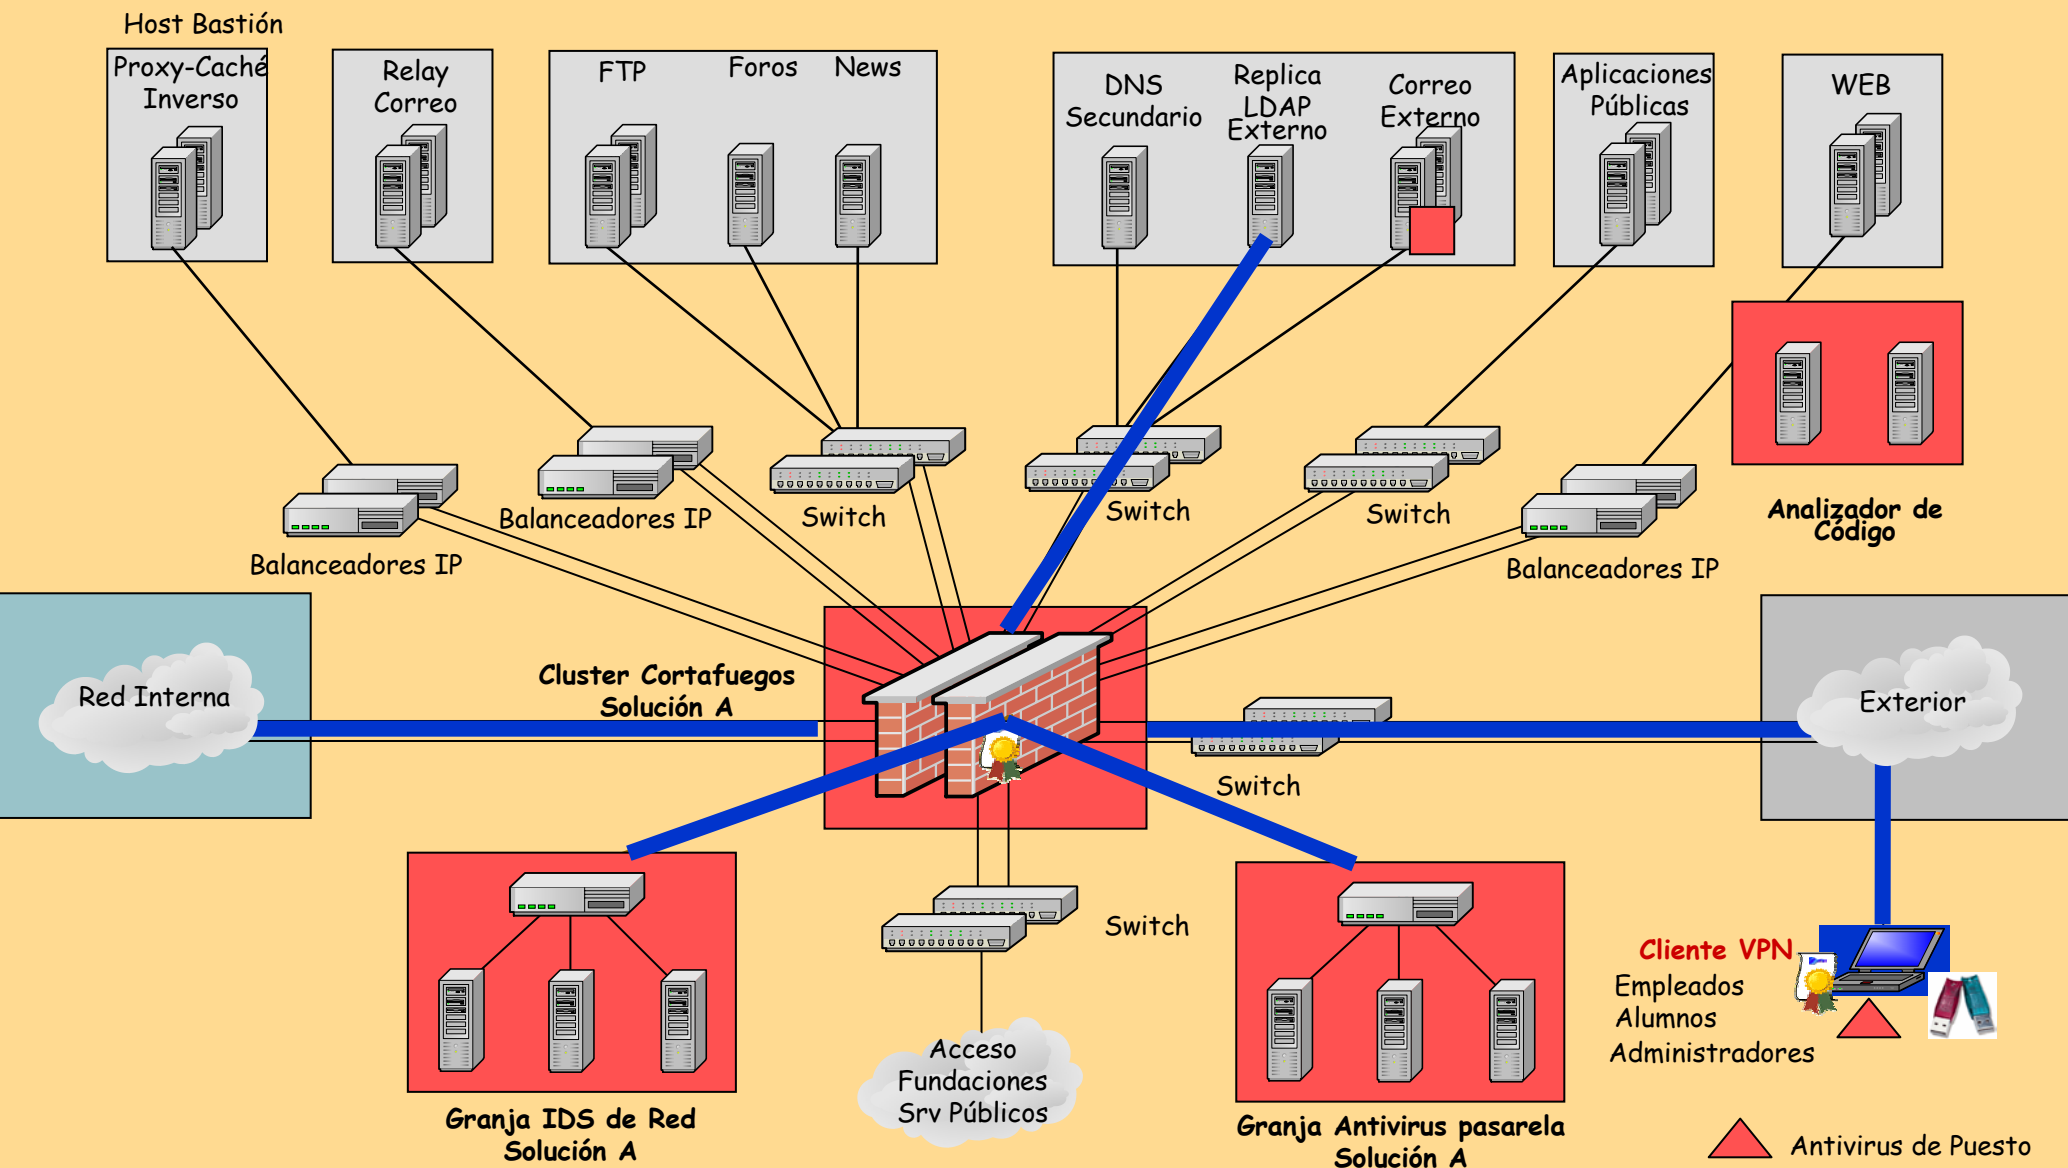 Host Bastión
Proxy-Caché
Inverso
Relay
Correo
FTP
Foros
News
DNS
Secundario
Replica
LDAP
Externo
Correo
Externo
Aplicaciones
Públicas
WEB
Balanceadores IP
Balanceadores IP
Switch
Switch
Switch
Balanceadores IP
Analizador de
Código
Red Interna
Cluster Cortafuegos
Solución A
Exterior
Switch
Switch
Cliente VPN
Empleados
Alumnos
Administradores
Acceso
Fundaciones
Srv Públicos
Granja IDS de Red
Solución A
Granja Antivirus pasarela
Solución A
Antivirus de Puesto